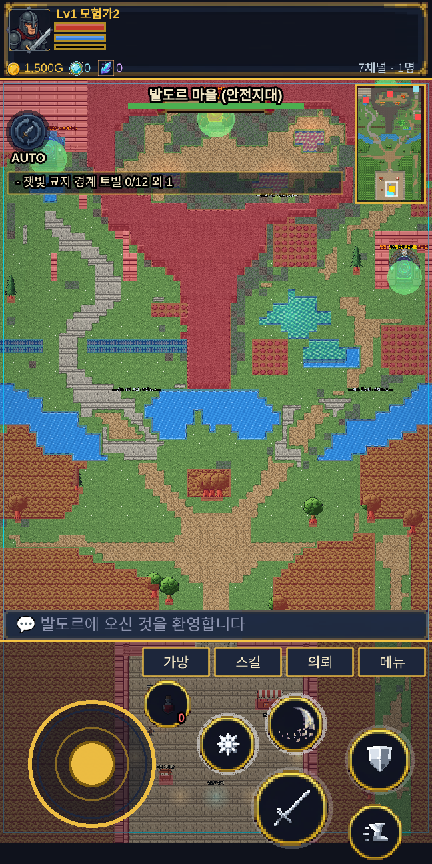 Lv1 모험가2
1,500G 0 0
7채널 · 1명
발도르 마을 (안전지대)
AUTO
발도르에 오신 것을 환영합니다
가방
스킬
의뢰
메뉴
0